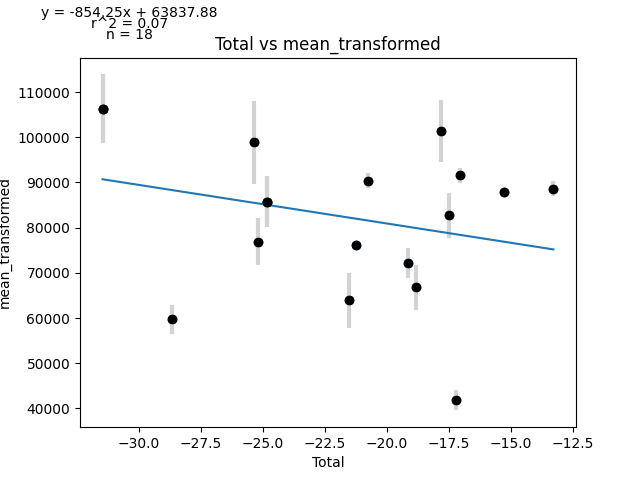 y = -854.25x + 63837.88
r^2 = 0.07
n = 18
Total vs mean_transformed
110000
100000
90000
80000
70000
60000
50000
40000
mean_transformed
−30.0
−27.5
−25.0
−22.5
−20.0
−17.5
−15.0
−12.5
Total